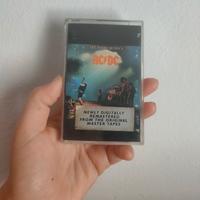 AC/DC
NEWLY DIGITALLY
REMASTERED
FROM THE ORIGINAL
MASTER TAPES